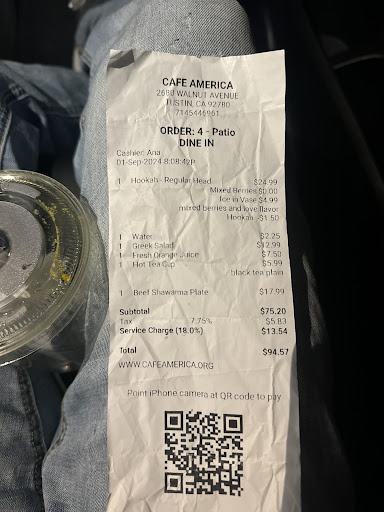 CAFE AMERICA
2680 WALNUT AVENUE
TUSTIN, CA 92780
7145446961
ORDER: 4 - Patio
DINE IN
Cashier: Ana
01-Sep-2024 8:08:42P
1 Hookah - Regular Head $24.99
Mixed Berries $0.00
Ice in Vase $4.99
mixed berries and love flavor
Hookah -$1.50
1 Water $2.25
1 Greek Salad $12.99
1 Fresh Orange Juice $7.50
1 Hot Tea Cup $5.99
black tea plain
1 Beef Shawarma Plate $17.99
Subtotal $75.20
Tax 7.75% $5.83
Service Charge (18.0%) $13.54
Total $94.57
WWW.CAFEAMERICA.ORG
Point iPhone camera at QR code to pay